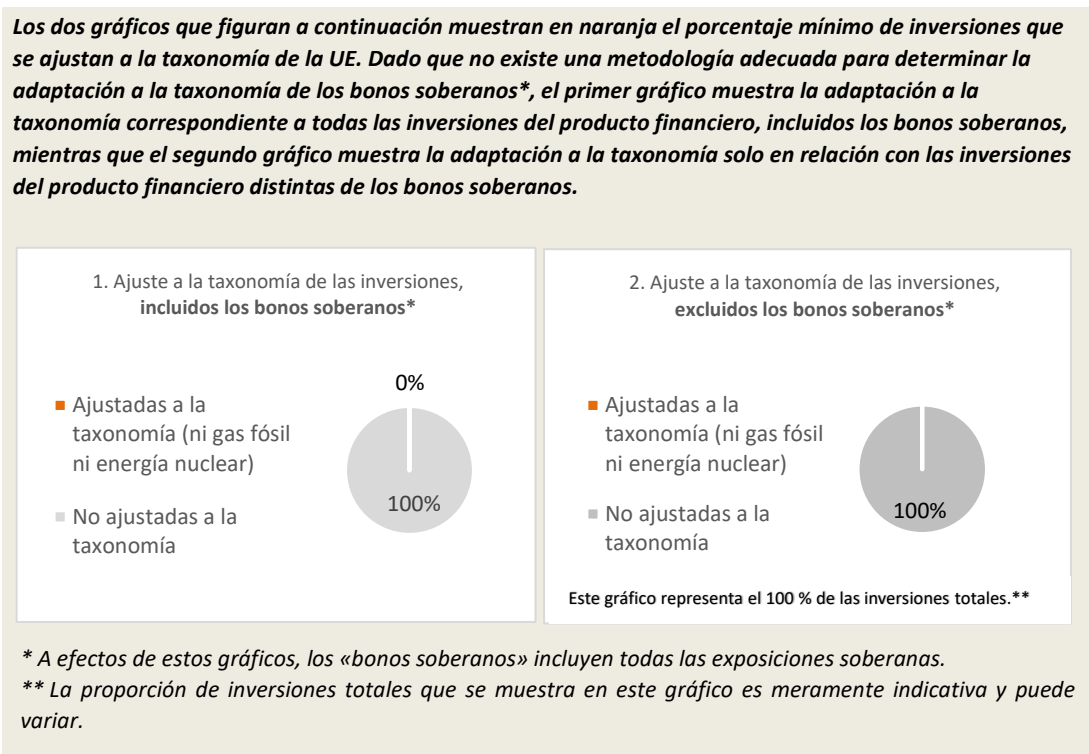 Los dos gráficos que figuran a continuación muestran en naranja el porcentaje mínimo de inversiones que
se ajustan a la taxonomía de la UE. Dado que no existe una metodología adecuada para determinar la
adaptación a la taxonomía de los bonos soberanos*, el primer gráfico muestra la adaptación a la
taxonomía correspondiente a todas las inversiones del producto financiero, incluidos los bonos soberanos,
mientras que el segundo gráfico muestra la adaptación a la taxonomía solo en relación con las inversiones
del producto financiero distintas de los bonos soberanos.
1. Ajuste a la taxonomía de las inversiones,
incluidos los bonos soberanos*
0%
Ajustadas a la
taxonomía (ni gas fósil
ni energía nuclear)
100%
No ajustadas a la
taxonomía
2. Ajuste a la taxonomía de las inversiones,
excluidos los bonos soberanos*
Ajustadas a la
taxonomía (ni gas fósil
ni energía nuclear)
100%
No ajustadas a la
taxonomía
Este gráfico representa el 100 % de las inversiones totales.**
* A efectos de estos gráficos, los «bonos soberanos» incluyen todas las exposiciones soberanas.
** La proporción de inversiones totales que se muestra en este gráfico es meramente indicativa y puede
variar.